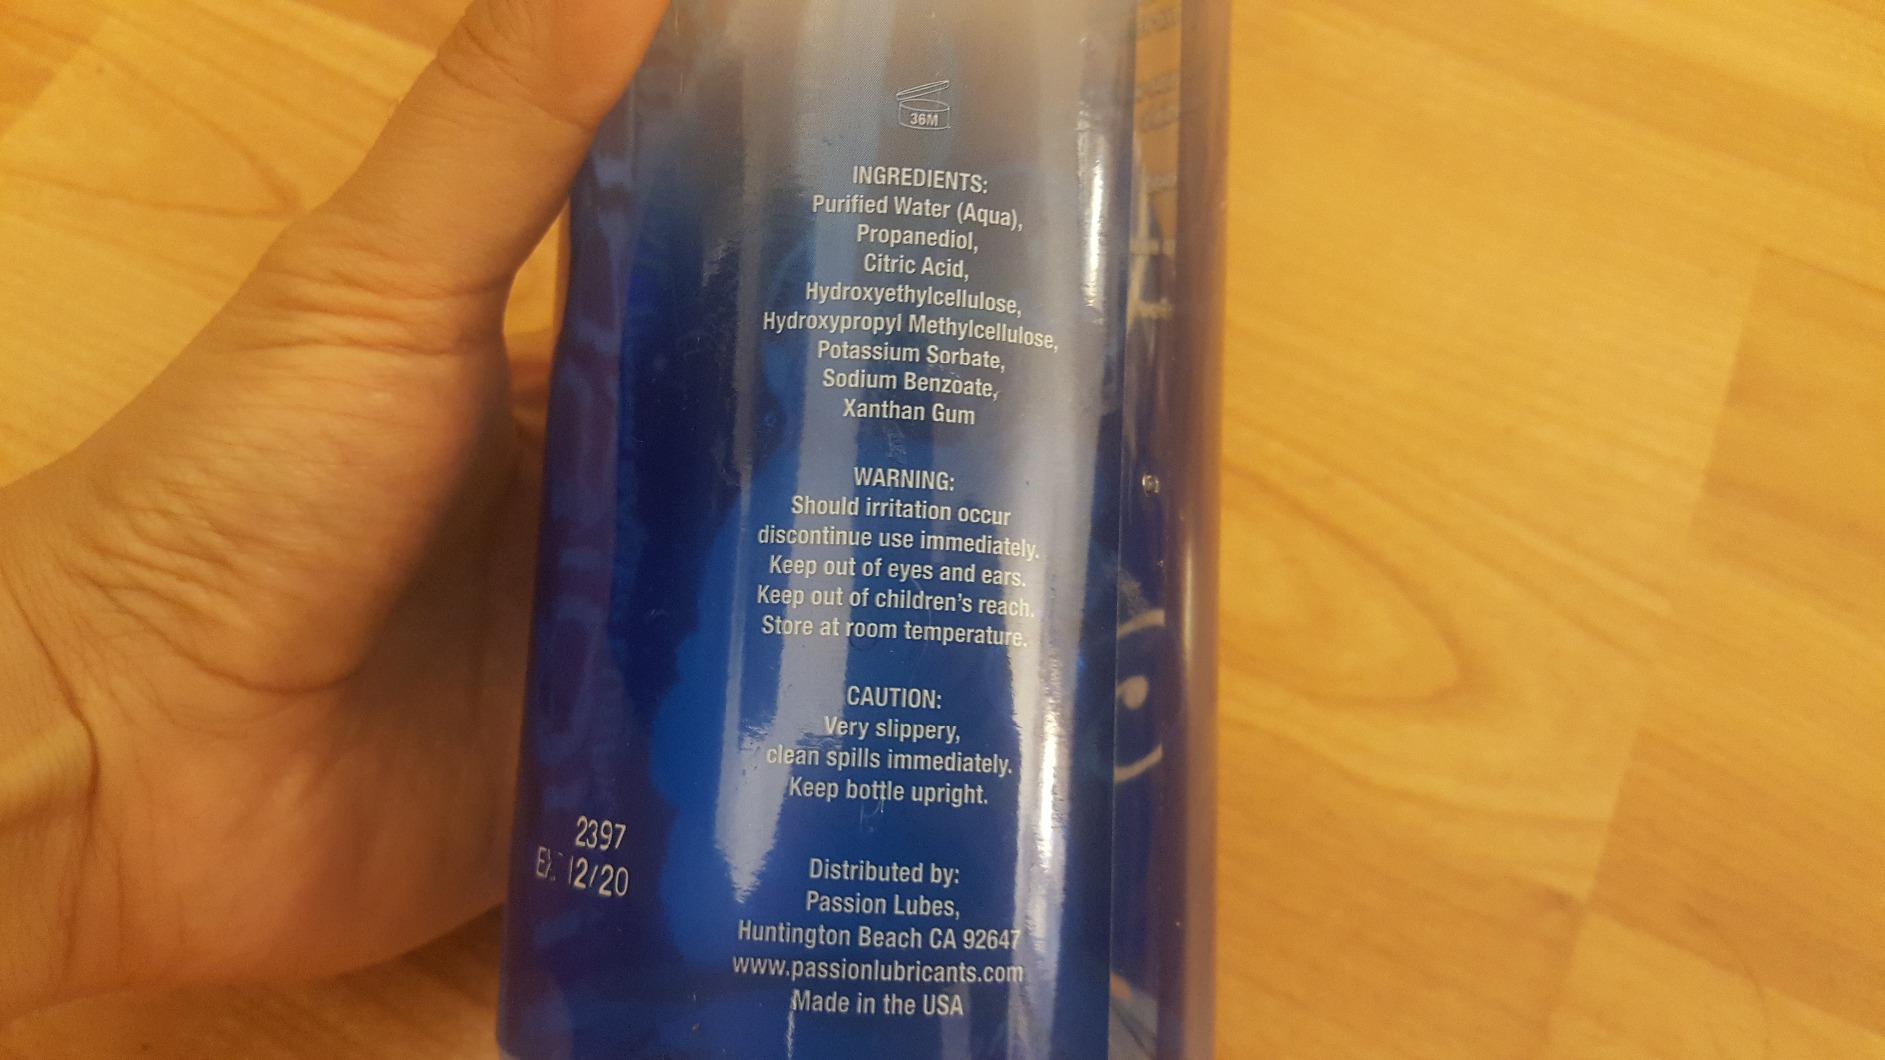 36M
INGREDIENTS:
Purified Water (Aqua),
Propanediol,
Citric Acid,
Hydroxyethylcellulose,
Hydroxypropyl Methylcellulose,
Potassium Sorbate,
Sodium Benzoate,
Xanthan Gum
WARNING:
Should irritation occur
discontinue use immediately.
Keep out of eyes and ears.
Keep out of children's reach.
Store at room temperature.
CAUTION:
Very slippery,
clean spills immediately.
Keep bottle upright.
2397
12/20
Distributed by:
Passion Lubes,
Huntington Beach CA 92647
www.passionlubricants.com
Made in the USA